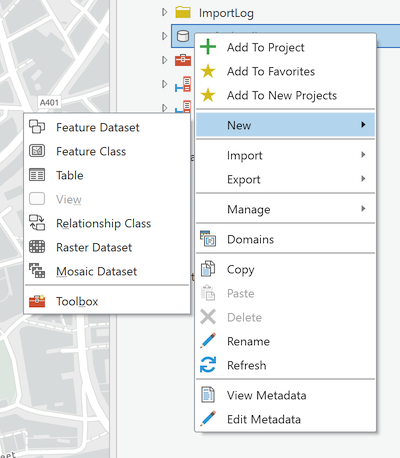 ImportLog
Add To Project
Add To Favorites
Add To New Projects
A401
New
Feature Dataset
Feature Class
Import
Table
Export
View
Manage
Relationship Class
Domains
Raster Dataset
Mosaic Dataset
Copy
Paste
Toolbox
Delete
Rename
Refresh
View Metadata
Edit Metadata